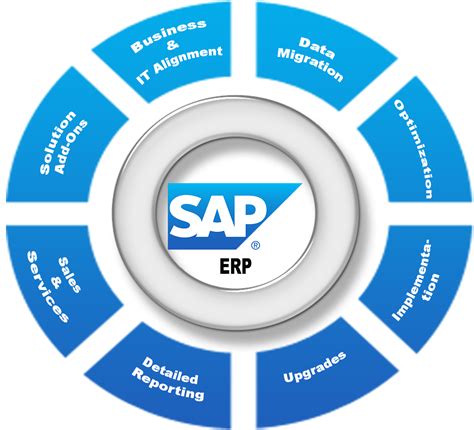 Business
&
IT Alignment
Data
Migration
Optimization
Implementa-
tion
Upgrades
Detailed
Reporting
Sales
&
Services
Solution
Add-Ons
SAP
®
ERP